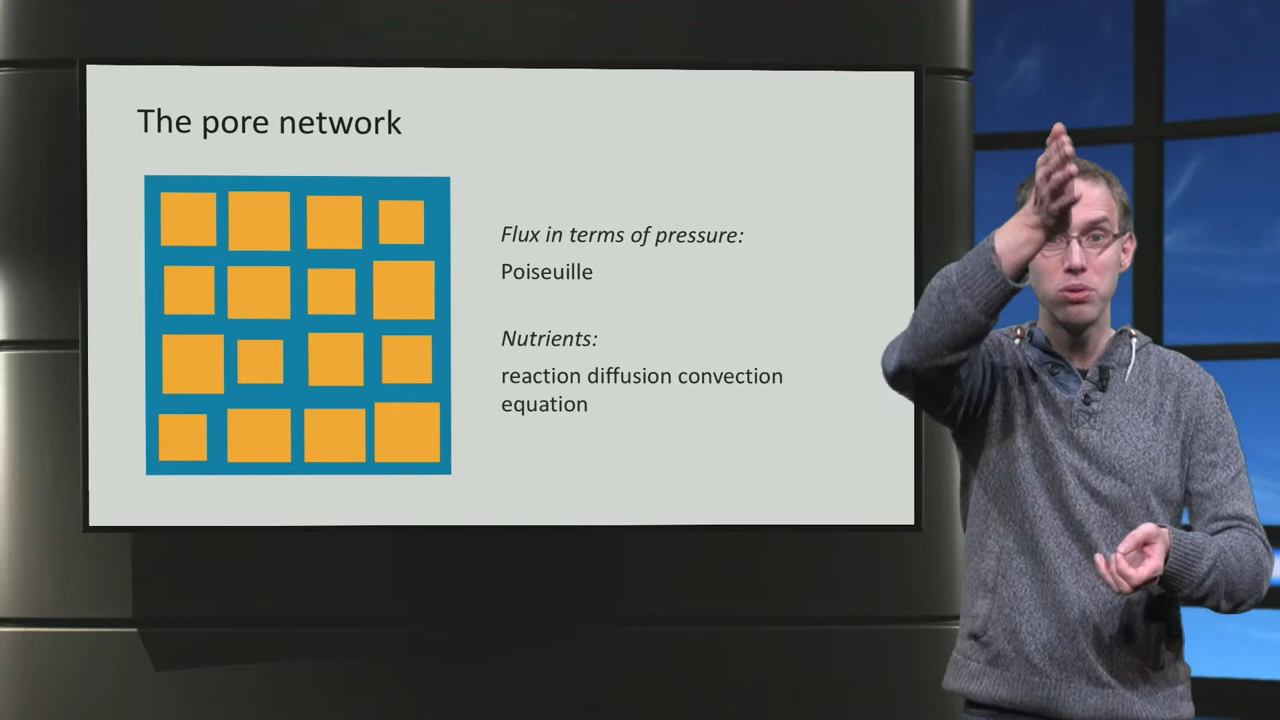 The pore network
Flux in terms of pressure:
Poiseuille
Nutrients:
reaction diffusion convection
equation